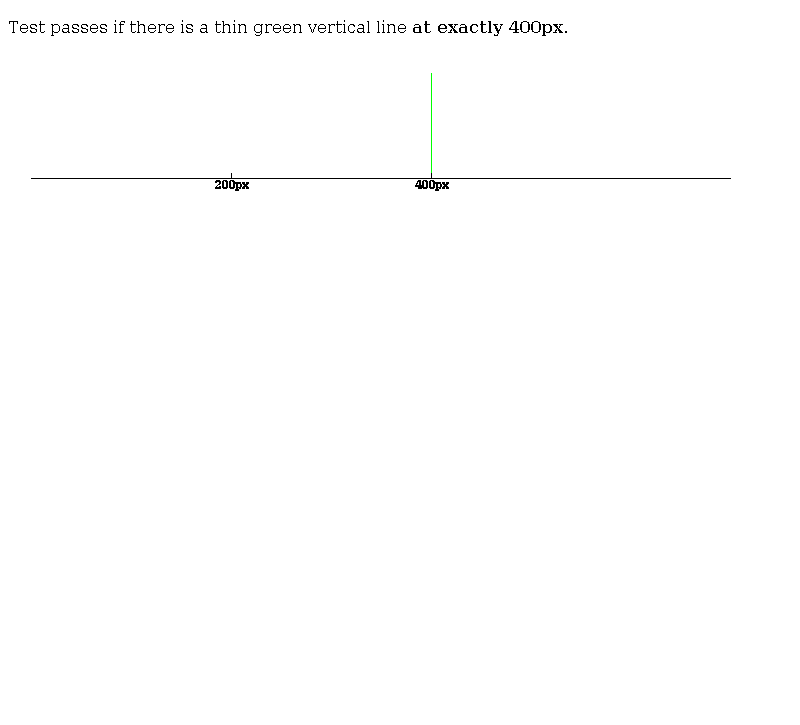 Test passes if there is a thin green vertical line at exactly 400px.
200px 400px